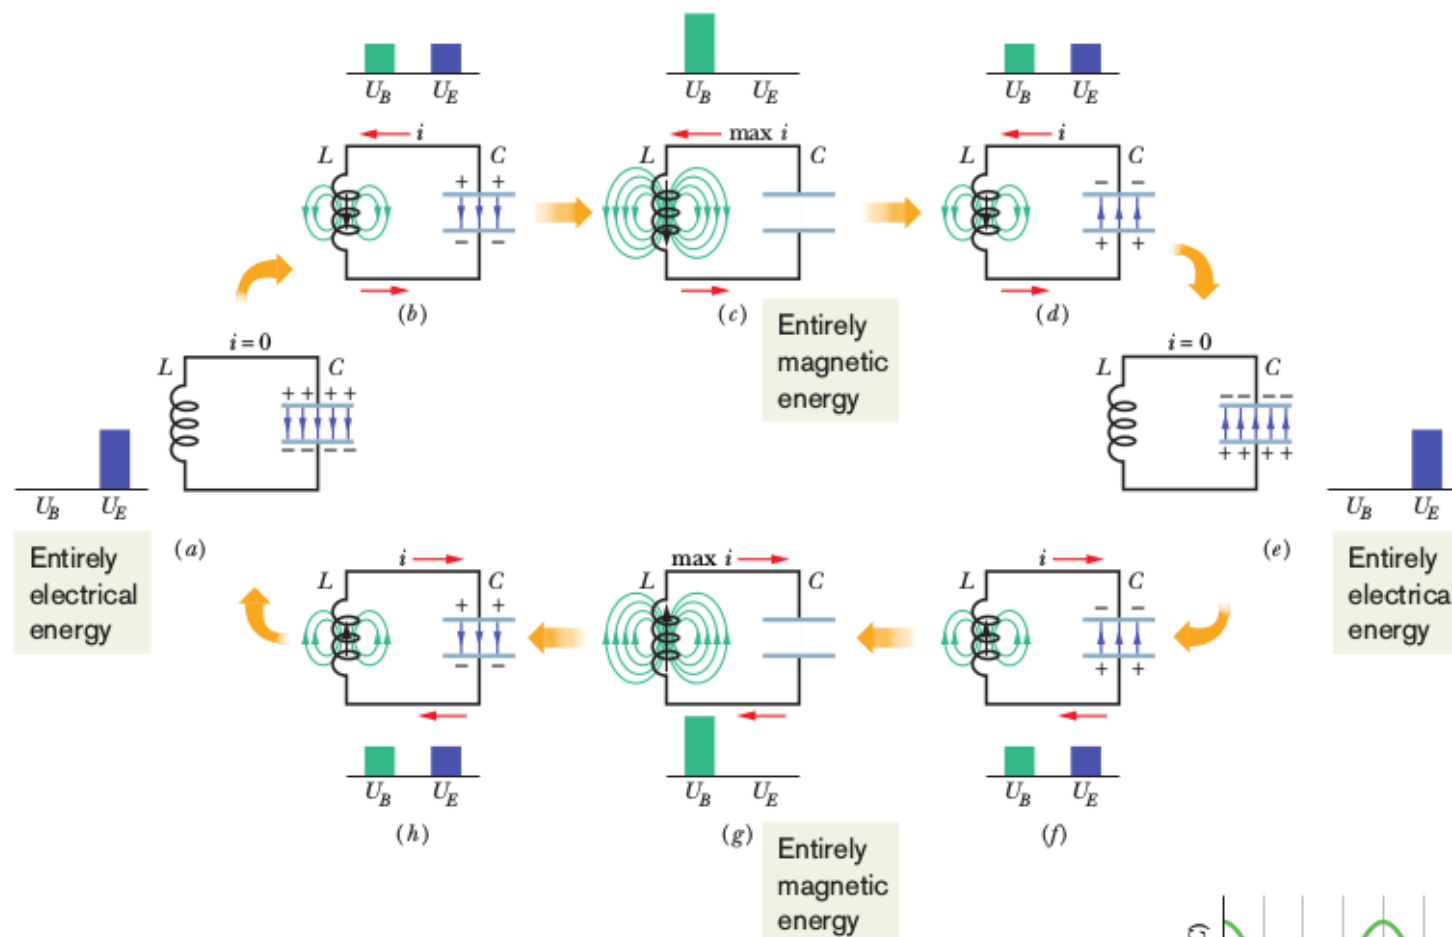 U_B U_E
U_B U_E
U_B U_E
i
max i
i
L C
L C
L C
+ +
− −
− −
− −
+ +
(b)
(c)
(d)
Entirely
magnetic
energy
i = 0
L C
+ + + +
− − − − −
i = 0
L C
− − − − −
+ + + +
U_B U_E
U_B U_E
(a)
(e)
Entirely
electrical
energy
Entirely
electrica
energy
i
max i
i
L C
L C
L C
+ +
− −
− −
+ +
U_B U_E
U_B U_E
U_B U_E
(h)
(g)
(f)
Entirely
magnetic
energy